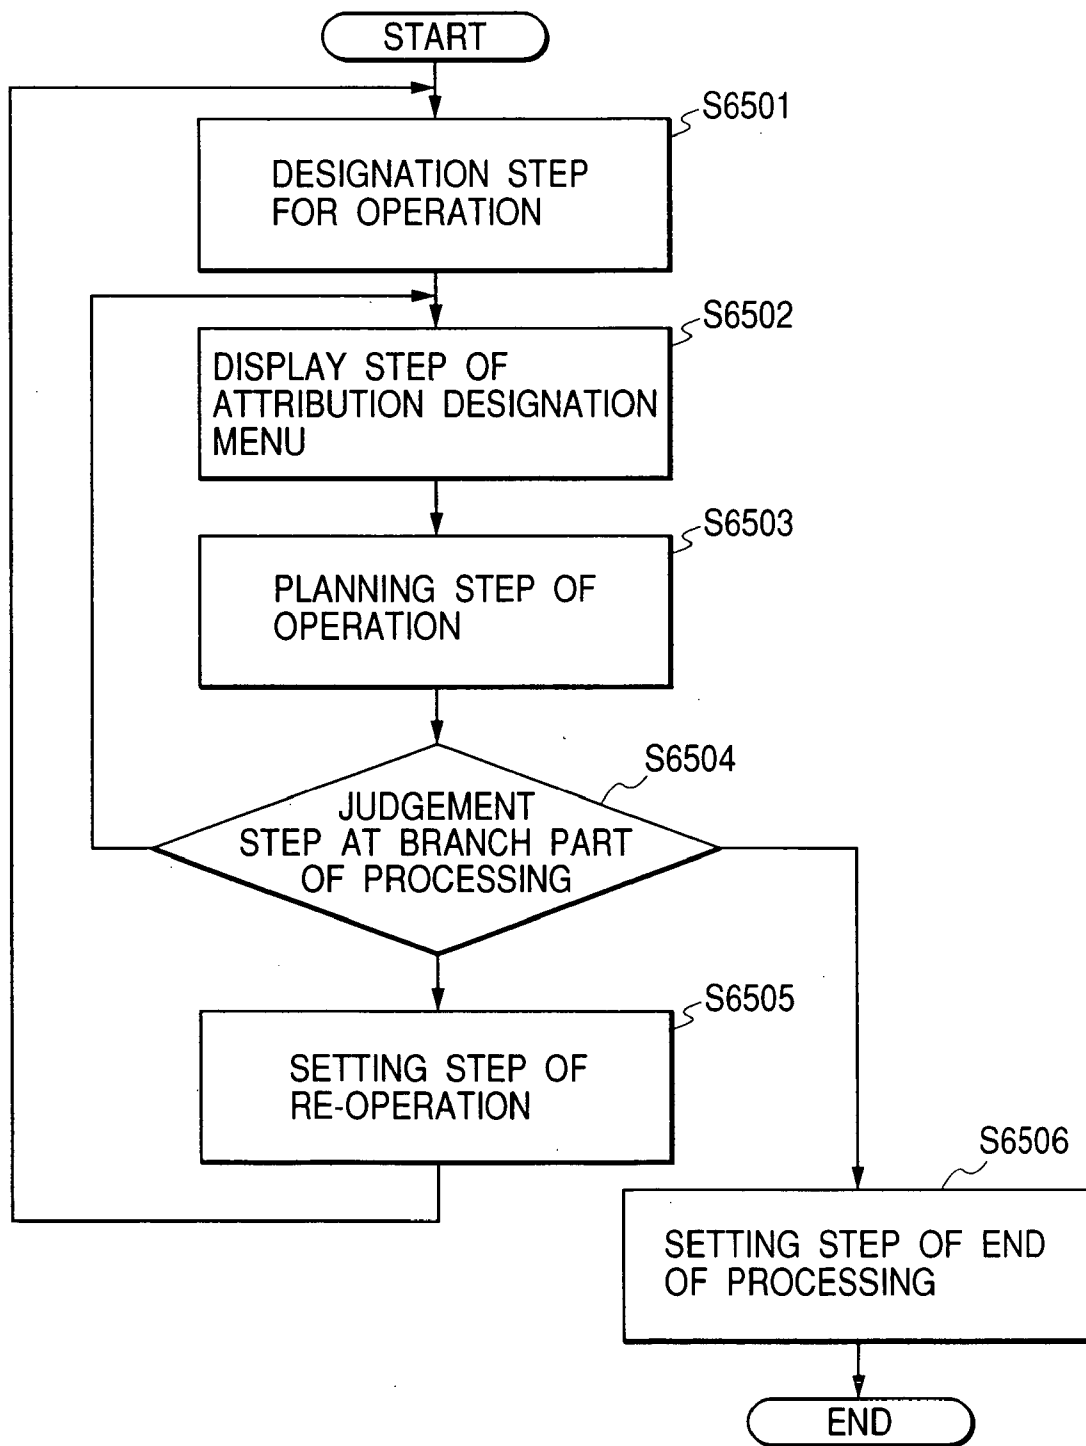 START
S6501
DESIGNATION STEP
FOR OPERATION
S6502
DISPLAY STEP OF
ATTRIBUTION DESIGNATION
MENU
S6503
PLANNING STEP OF
OPERATION
S6504
JUDGEMENT
STEP AT BRANCH PART
OF PROCESSING
S6505
SETTING STEP OF
RE-OPERATION
S6506
SETTING STEP OF END
OF PROCESSING
END